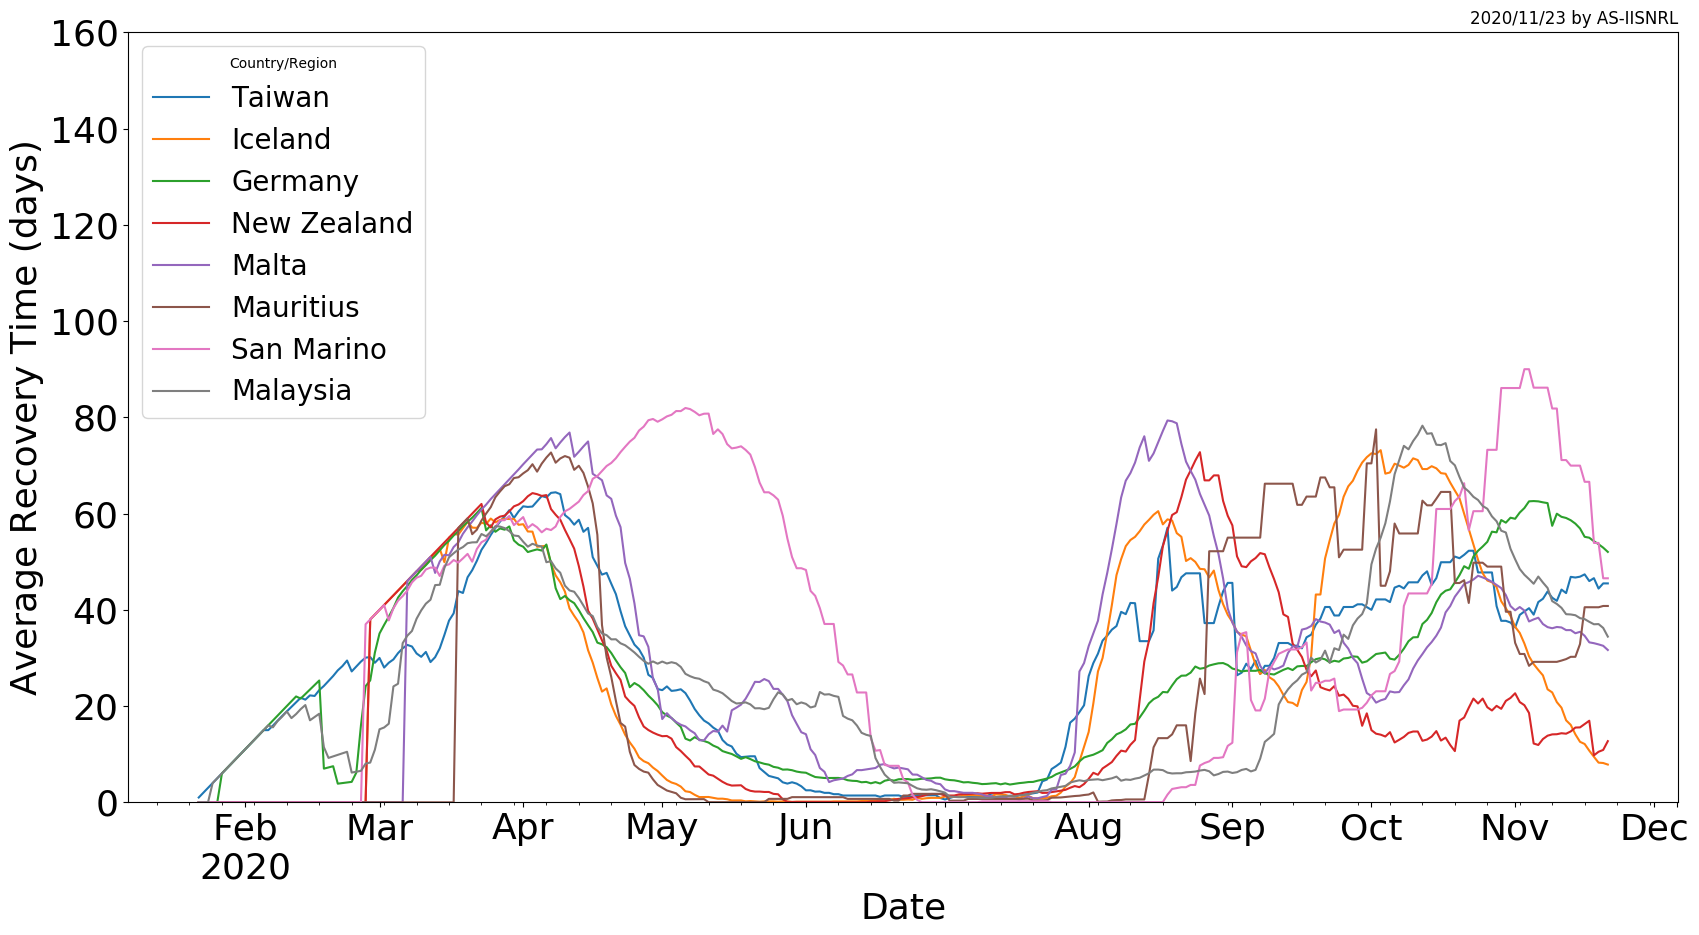 2020/11/23 by AS-IISNRL
160
140
120
100
80
60
40
20
0
Average Recovery Time (days)
Country/Region
Taiwan
Iceland
Germany
New Zealand
Malta
Mauritius
San Marino
Malaysia
Feb Mar Apr May Jun Jul Aug Sep Oct Nov Dec
2020
Date